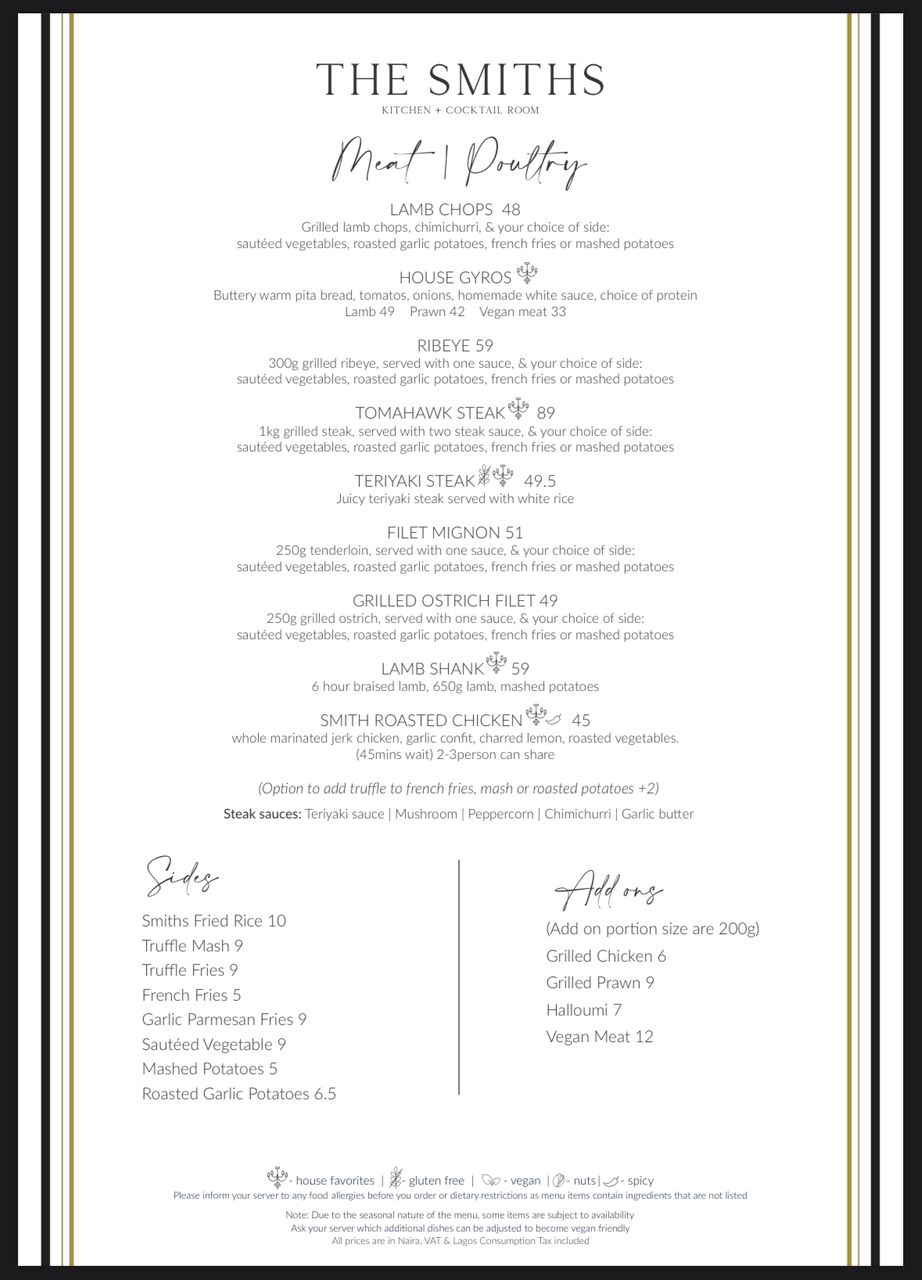 THE SMITHS
KITCHEN + COCKTAIL ROOM
Meat | Poultry
LAMB CHOPS 48
Grilled lamb chops, chimichurri, & your choice of side:
sautéed vegetables, roasted garlic potatoes, french fries or mashed potatoes
HOUSE GYROS
Buttery warm pita bread, tomatos, onions, homemade white sauce, choice of protein
Lamb 49 Prawn 42 Vegan meat 33
RIBEYE 59
300g grilled ribeye, served with one sauce, & your choice of side:
sautéed vegetables, roasted garlic potatoes, french fries or mashed potatoes
TOMAHAWK STEAK 89
1kg grilled steak, served with two steak sauce, & your choice of side:
sautéed vegetables, roasted garlic potatoes, french fries or mashed potatoes
TERIYAKI STEAK 49.5
Juicy teriyaki steak served with white rice
FILET MIGNON 51
250g tenderloin, served with one sauce, & your choice of side:
sautéed vegetables, roasted garlic potatoes, french fries or mashed potatoes
GRILLED OSTRICH FILET 49
250g grilled ostrich, served with one sauce, & your choice of side:
sautéed vegetables, roasted garlic potatoes, french fries or mashed potatoes
LAMB SHANK 59
6 hour braised lamb, 650g lamb, mashed potatoes
SMITH ROASTED CHICKEN 45
whole marinated jerk chicken, garlic confit, charred lemon, roasted vegetables.
(45mins wait) 2-3person can share
(Option to add truffle to french fries, mash or roasted potatoes +2)
Steak sauces: Teriyaki sauce | Mushroom | Peppercorn | Chimichurri | Garlic butter
Sides
Smiths Fried Rice 10
Truffle Mash 9
Truffle Fries 9
French Fries 5
Garlic Parmesan Fries 9
Sautéed Vegetable 9
Mashed Potatoes 5
Roasted Garlic Potatoes 6.5
Add ons
(Add on portion size are 200g)
Grilled Chicken 6
Grilled Prawn 9
Halloumi 7
Vegan Meat 12
- house favorites | - gluten free | - vegan | - nuts | - spicy
Please inform your server to any food allergies before you order or dietary restrictions as menu items contain ingredients that are not listed
Note: Due to the seasonal nature of the menu, some items are subject to availability
Ask your server which additional dishes can be adjusted to become vegan friendly
All prices are in Naira, VAT & Lagos Consumption Tax included